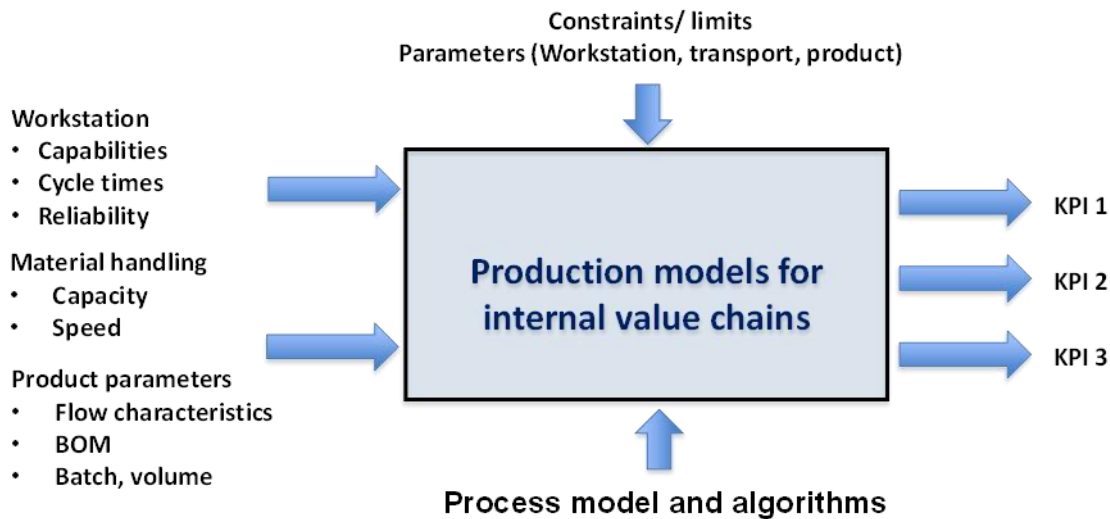 Constraints/ limits
Parameters (Workstation, transport, product)
Workstation
• Capabilities
• Cycle times
• Reliability
Material handling
• Capacity
• Speed
Product parameters
• Flow characteristics
• BOM
• Batch, volume
Production models for
internal value chains
KPI 1
KPI 2
KPI 3
Process model and algorithms